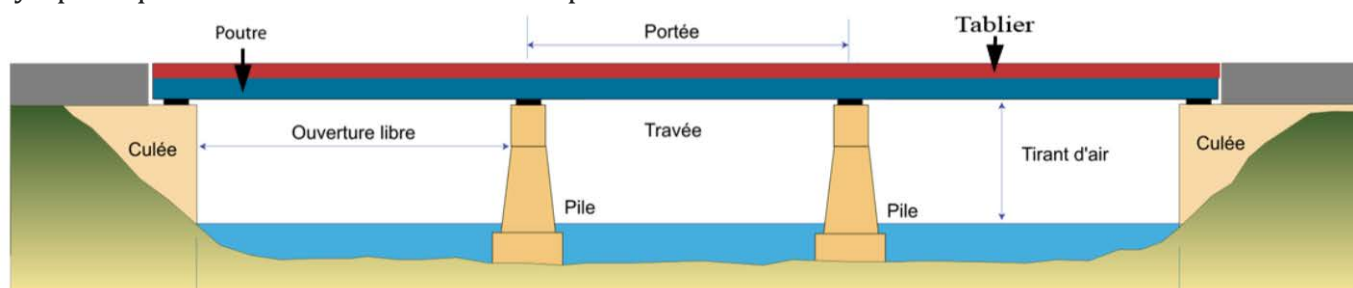 Poutre
Portée
Tablier
Culée
Ouverture libre
Travée
Tirant d'air
Culée
Pile
Pile